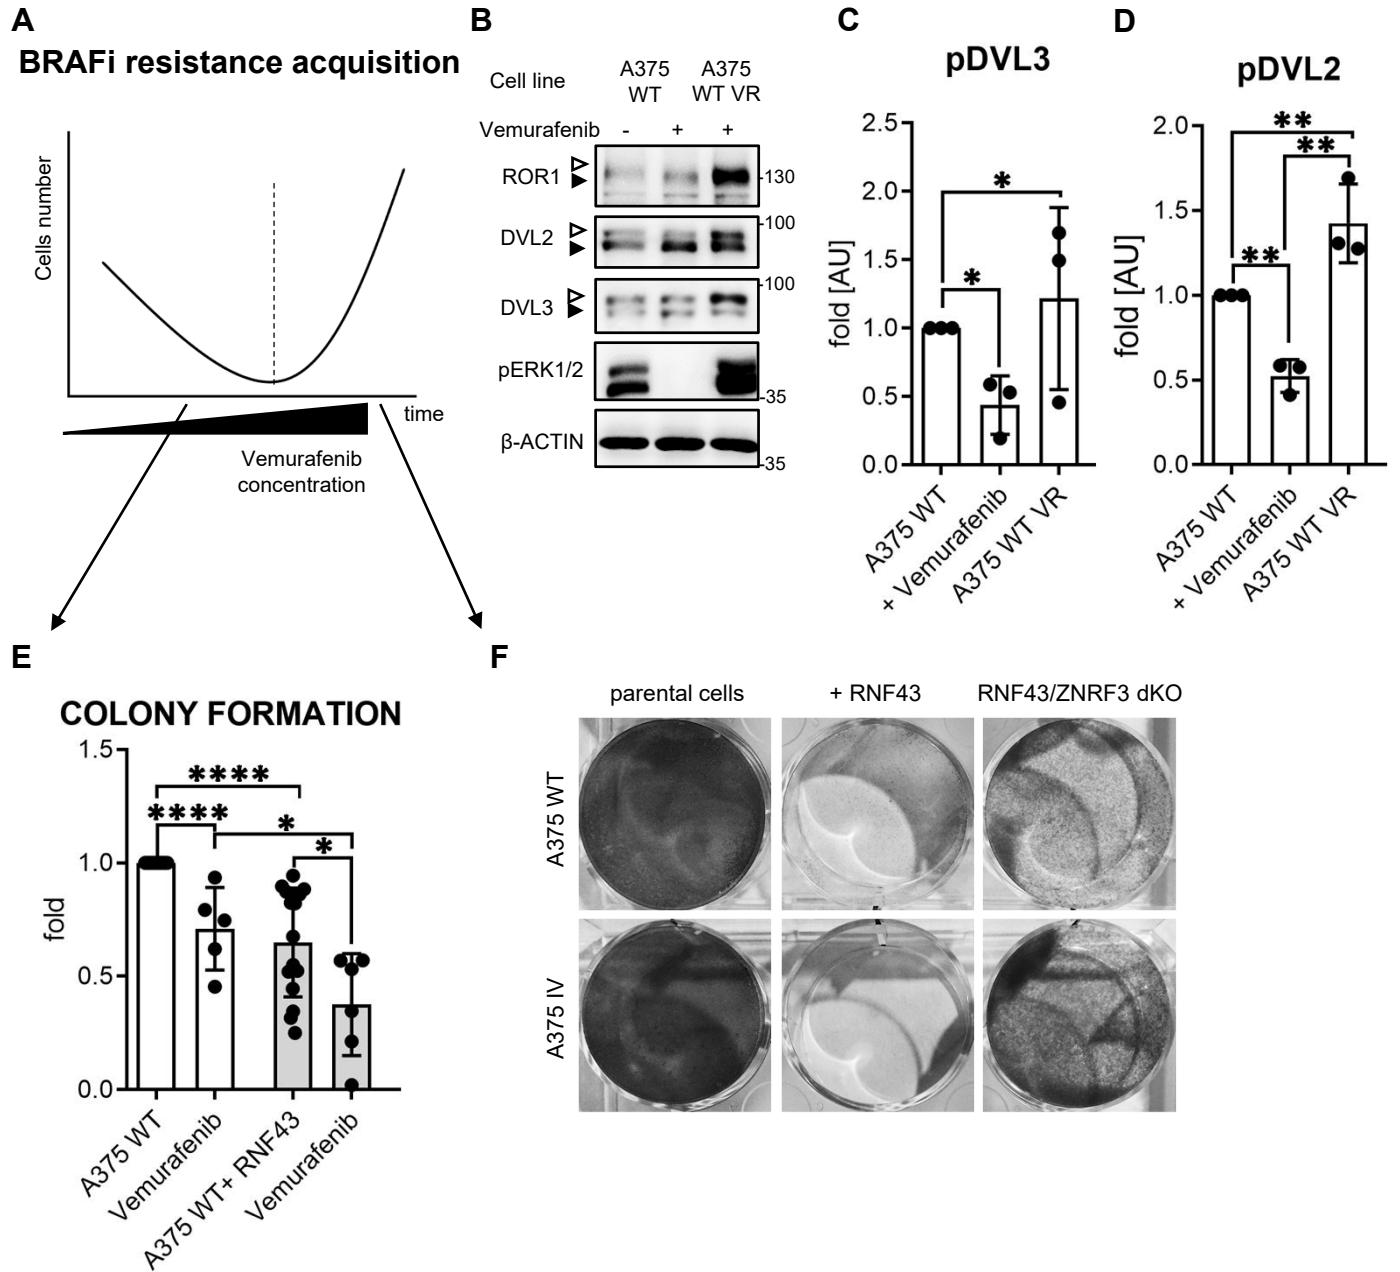 A
BRAFi resistance acquisition
Cells number
time
Vemurafenib
concentration
B
Cell line
A375
WT
A375
WT VR
Vemurafenib - + +
ROR1
-130
DVL2
-100
DVL3
-100
pERK1/2
-35
β-ACTIN
-35
C
pDVL3
fold [AU]
2.5
2.0
1.5
1.0
0.5
0.0
*
*
A375 WT
+ Vemurafenib
A375 WT VR
D
pDVL2
fold [AU]
2.0
1.5
1.0
0.5
0.0
**
**
**
A375 WT
+ Vemurafenib
A375 WT VR
E
COLONY FORMATION
fold
1.5
1.0
0.5
0.0
****
****
*
*
A375 WT
Vemurafenib
A375 WT+ RNF43
Vemurafenib
F
parental cells
+ RNF43
RNF43/ZNRF3 dKO
A375 WT
A375 IV